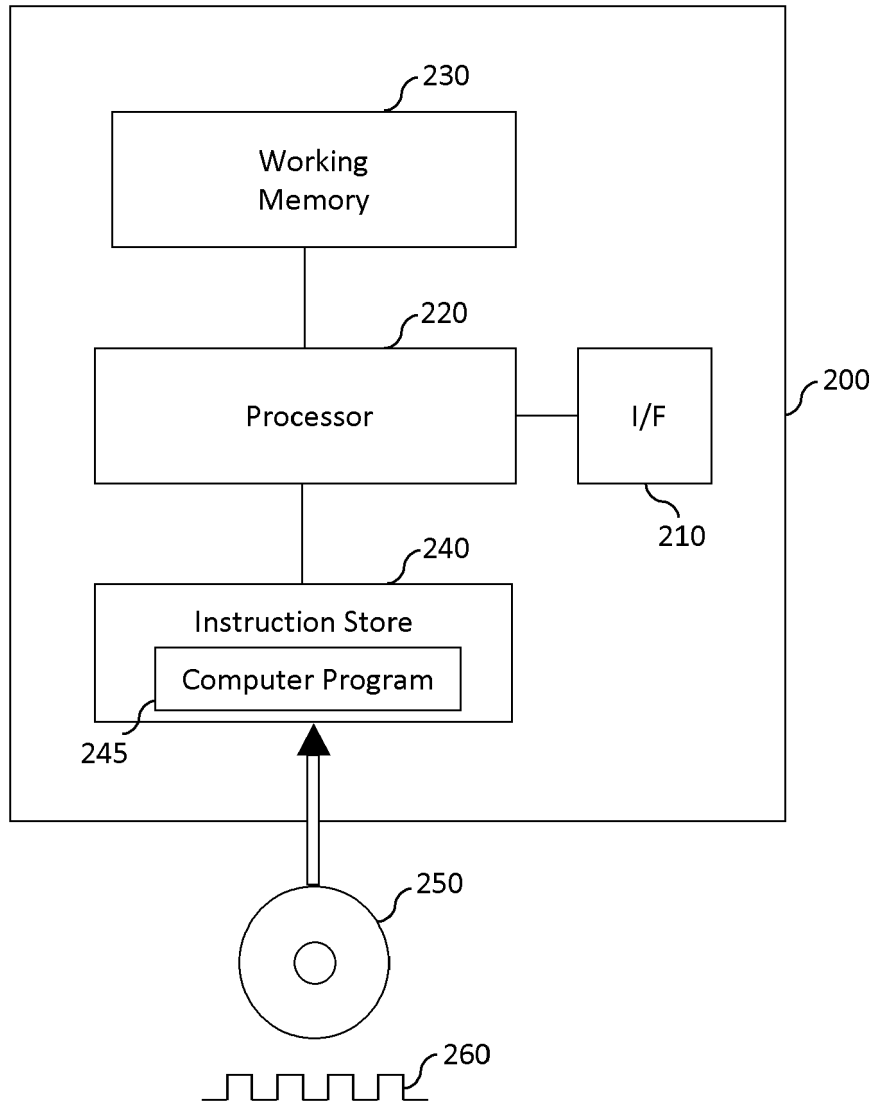 230
Working
Memory
220
200
Processor
I/F
210
240
Instruction Store
Computer Program
245
250
260